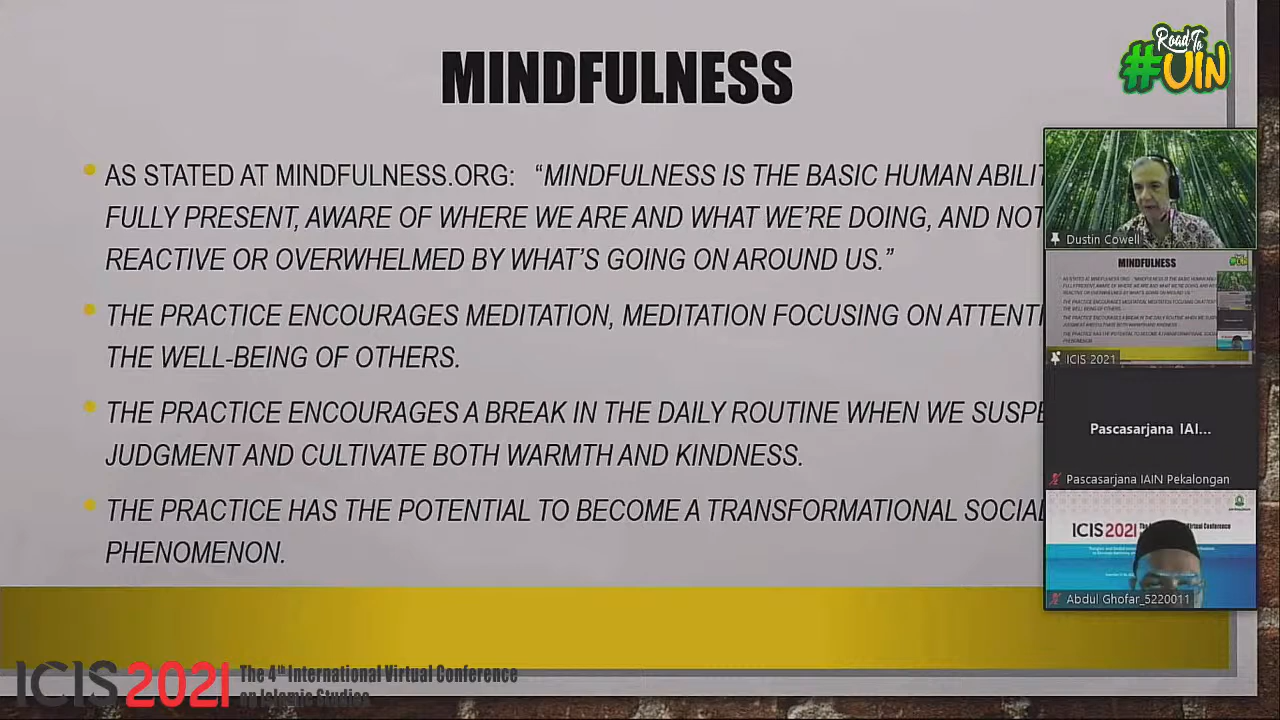 MINDFULNESS
Road To
#UIN
• AS STATED AT MINDFULNESS.ORG: “MINDFULNESS IS THE BASIC HUMAN ABILIT
FULLY PRESENT, AWARE OF WHERE WE ARE AND WHAT WE’RE DOING, AND NOT
REACTIVE OR OVERWHELMED BY WHAT’S GOING ON AROUND US.”
• THE PRACTICE ENCOURAGES MEDITATION, MEDITATION FOCUSING ON ATTENTI
THE WELL-BEING OF OTHERS.
• THE PRACTICE ENCOURAGES A BREAK IN THE DAILY ROUTINE WHEN WE SUSPE
JUDGMENT AND CULTIVATE BOTH WARMTH AND KINDNESS.
• THE PRACTICE HAS THE POTENTIAL TO BECOME A TRANSFORMATIONAL SOCIAL
PHENOMENON.
Dustin Cowell
MINDFULNESS
ICIS 2021
Pascasarjana IAI...
Pascasarjana IAIN Pekalongan
ICIS 2021
Abdul Ghofar_5220011
ICIS 2021
The 4th International Virtual Conference
on Islamic Studies